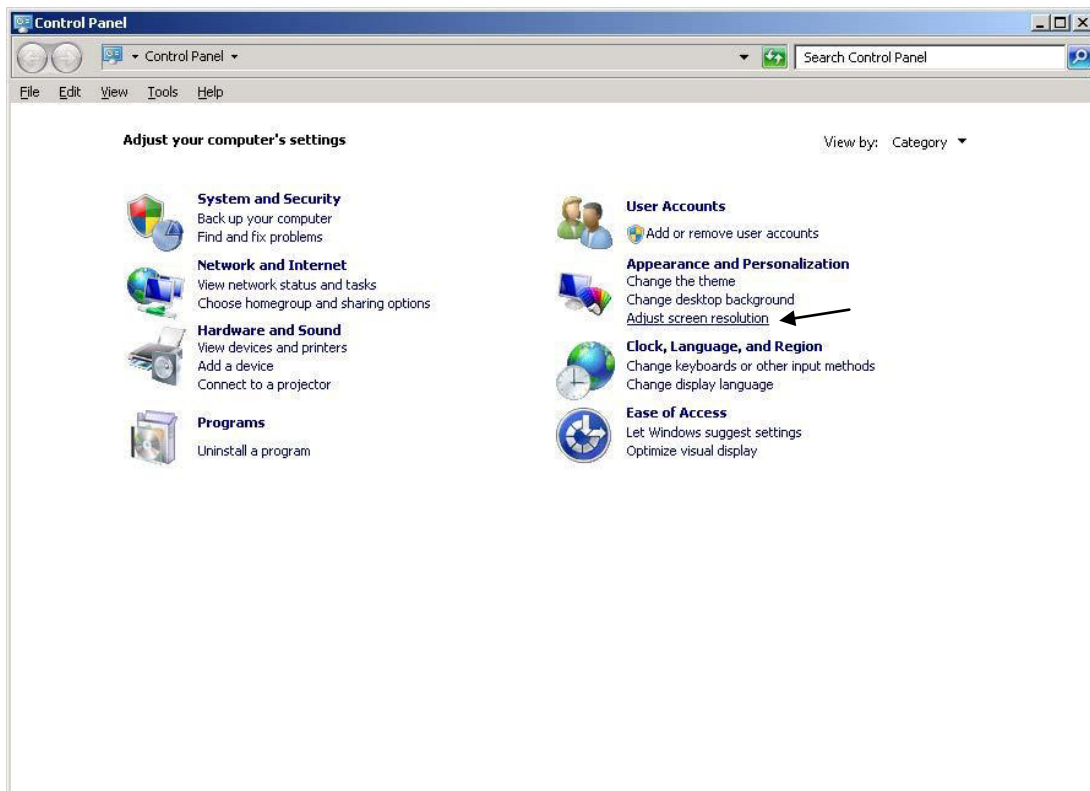 Control Panel
Control Panel
Search Control Panel
File Edit View Tools Help
Adjust your computer's settings
View by: Category
System and Security
Back up your computer
Find and fix problems
Network and Internet
View network status and tasks
Choose homegroup and sharing options
Hardware and Sound
View devices and printers
Add a device
Connect to a projector
Programs
Uninstall a program
User Accounts
Add or remove user accounts
Appearance and Personalization
Change the theme
Change desktop background
Adjust screen resolution
Clock, Language, and Region
Change keyboards or other input methods
Change display language
Ease of Access
Let Windows suggest settings
Optimize visual display